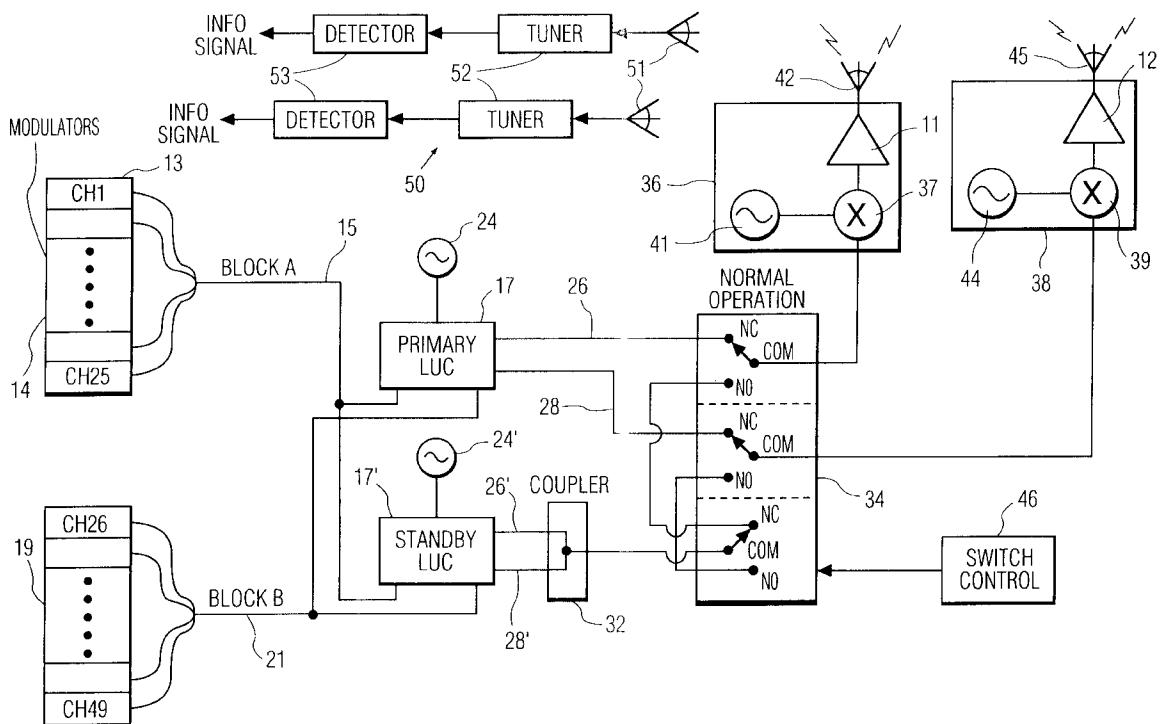 INFO
SIGNAL
DETECTOR
TUNER
53
52
51
INFO
SIGNAL
DETECTOR
TUNER
50
42
45
12
11
36
37
41
44
39
38
MODULATORS
13
CH1
14
CH25
BLOCK A
15
24
17
PRIMARY
LUC
26
28
NORMAL
OPERATION
NC
COM
NO
NC
COM
NO
NC
COM
NO
34
24'
17'
STANDBY
LUC
26'
28'
COUPLER
32
46
SWITCH
CONTROL
CH26
19
CH49
BLOCK B
21